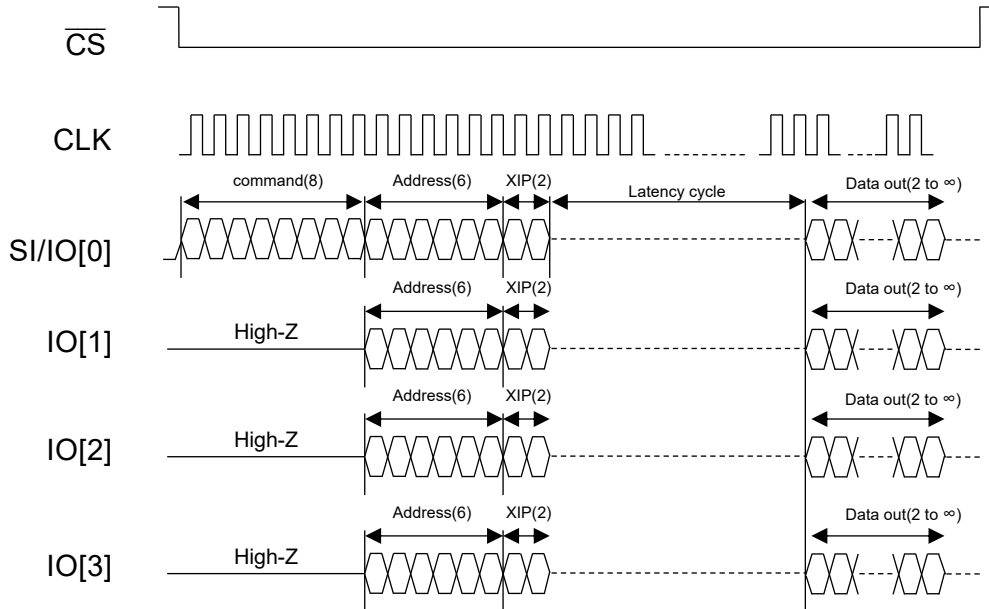 CS
CLK
command(8) Address(6) XIP(2) Latency cycle Data out(2 to ∞)
SI/IO[0]
Address(6) XIP(2) Data out(2 to ∞)
IO[1] High-Z
Address(6) XIP(2) Data out(2 to ∞)
IO[2] High-Z
Address(6) XIP(2) Data out(2 to ∞)
IO[3] High-Z